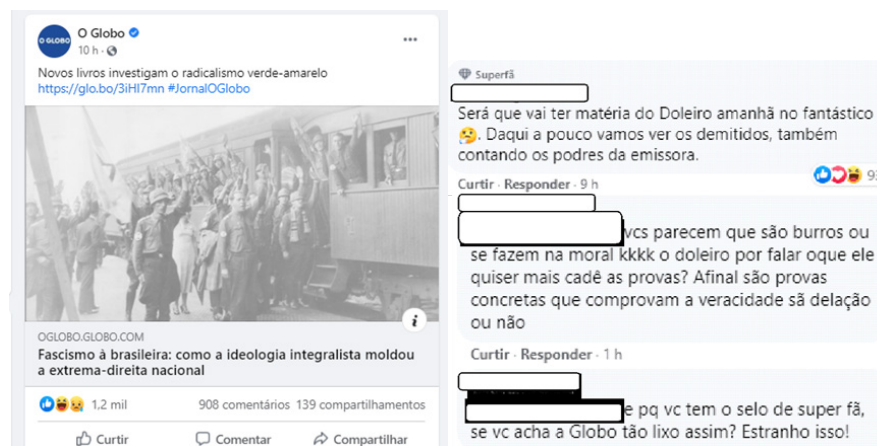 O GLOBO
O Globo
10 h ·
Novos livros investigam o radicalismo verde-amarelo
https://glo.bo/3iHI7mn #JornalOGlobo
OGLOBO.GLOBO.COM
Fascismo à brasileira: como a ideologia integralista moldou
a extrema-direita nacional
1,2 mil 908 comentários 139 compartilhamentos
Curtir Comentar Compartilhar
Superfã
Será que vai ter matéria do Doleiro amanhã no fantástico
. Daqui a pouco vamos ver os demitidos, também
contando os podres da emissora.
Curtir · Responder · 9 h
vcs parecem que são burros ou
se fazem na moral kkkk o doleiro por falar oque ele
quiser mais cadê as provas? Afinal são provas
concretas que comprovam a veracidade sã delação
ou não
Curtir · Responder · 1 h
e pq vc tem o selo de super fã,
se vc acha a Globo tão lixo assim? Estranho isso!